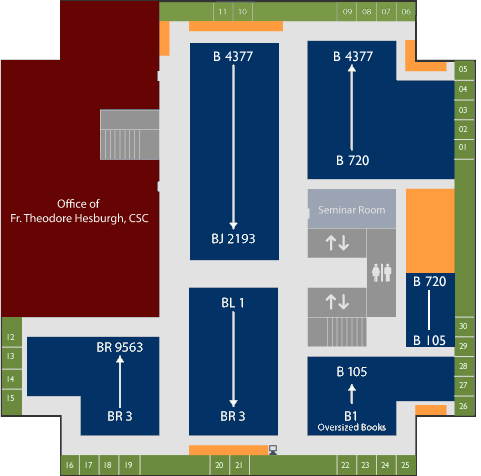 11 10
09 08 07 06
B 4377
B 4377
05
04
03
02
01
B 720
Office of
Fr. Theodore Hesburgh, CSC
Seminar Room
BJ 2193
B 720
BL 1
30
12
BR 9563
B 105
29
13
B 105
28
14
27
15
BR 3
BR 3
B1
Oversized Books
26
16 17 18 19
20 21
22 23 24 25